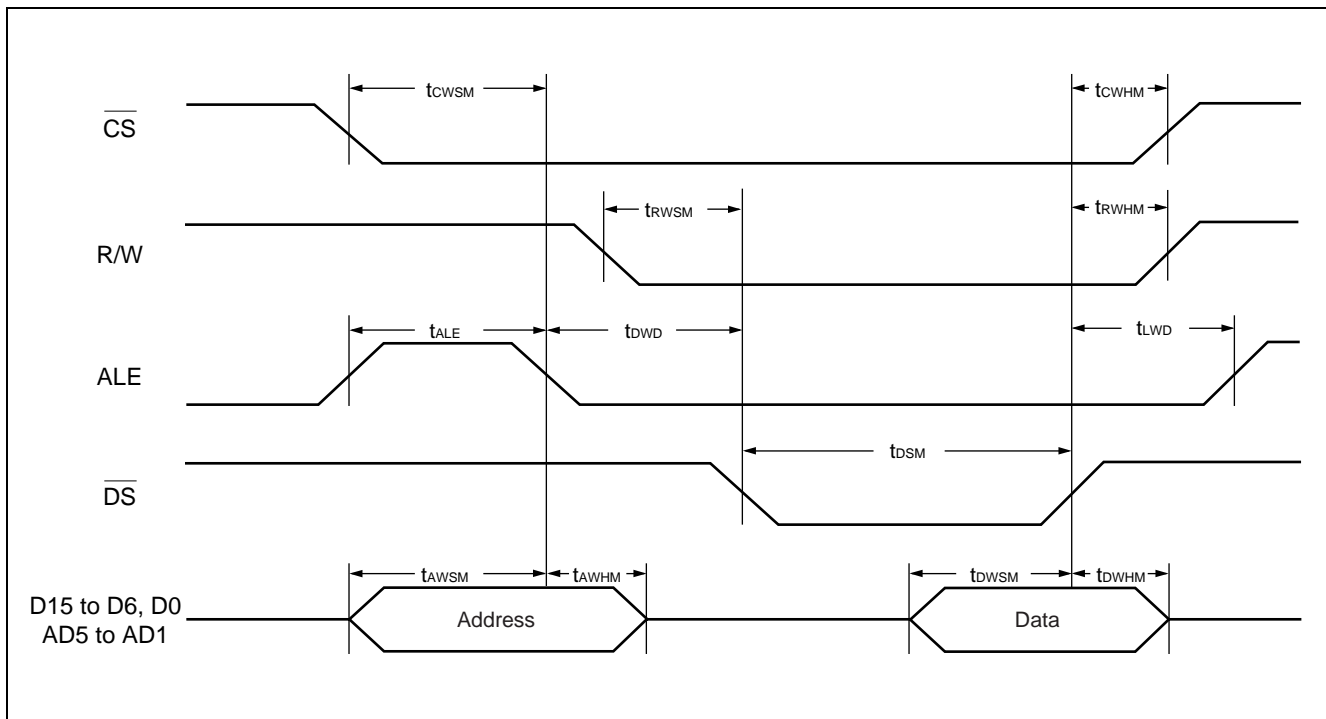 tCWSM
tCWHM
CS
tRWSM
tRWHM
R/W
tALE
tDWD
tLWD
ALE
tDSM
DS
tAWSM
tAWHM
tDWSM
tDWHM
D15 to D6, D0
AD5 to AD1
Address
Data